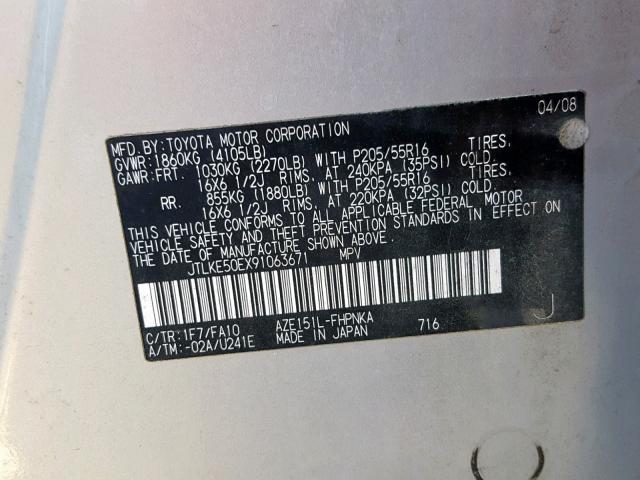 04/08
MFD.BY:TOYOTA MOTOR CORPORATION
GVWR:1860KG (4105LB)
GAWR:FRT. 1030KG (2270LB) WITH P205/55R16 TIRES,
16X6 1/2J RIMS, AT 240KPA (35PSI) COLD.
RR. 855KG (1880LB) WITH P205/55R16 TIRES,
16X6 1/2J RIMS, AT 220KPA (32PSI) COLD.
THIS VEHICLE CONFORMS TO ALL APPLICABLE FEDERAL MOTOR
VEHICLE SAFETY AND THEFT PREVENTION STANDARDS IN EFFECT ON
THE DATE OF MANUFACTURE SHOWN ABOVE.
JTLKE50EX91063671 MPV
C/TR:1F7/FA10 AZE151L-FHPNKA 716 J
A/TM:-02A/U241E MADE IN JAPAN